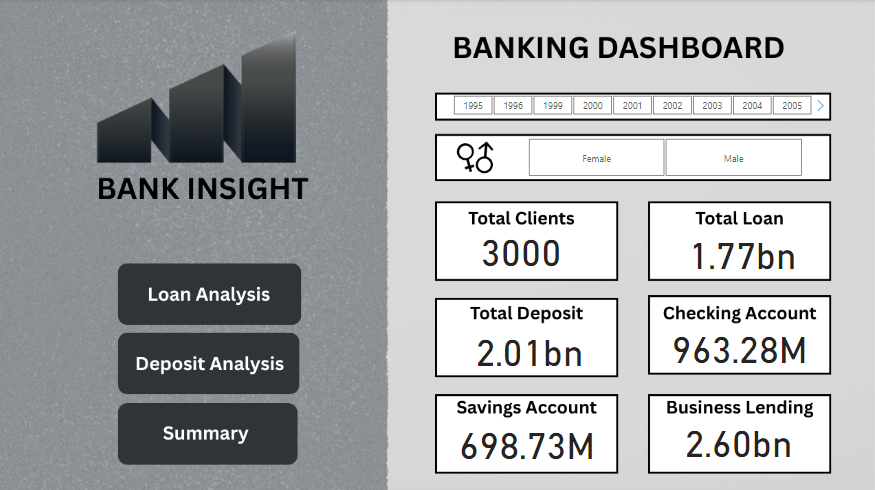 BANK INSIGHT
Loan Analysis
Deposit Analysis
Summary
BANKING DASHBOARD
1995 1996 1999 2000 2001 2002 2003 2004 2005
Female Male
Total Clients
3000
Total Loan
1.77bn
Total Deposit
2.01bn
Checking Account
963.28M
Savings Account
698.73M
Business Lending
2.60bn